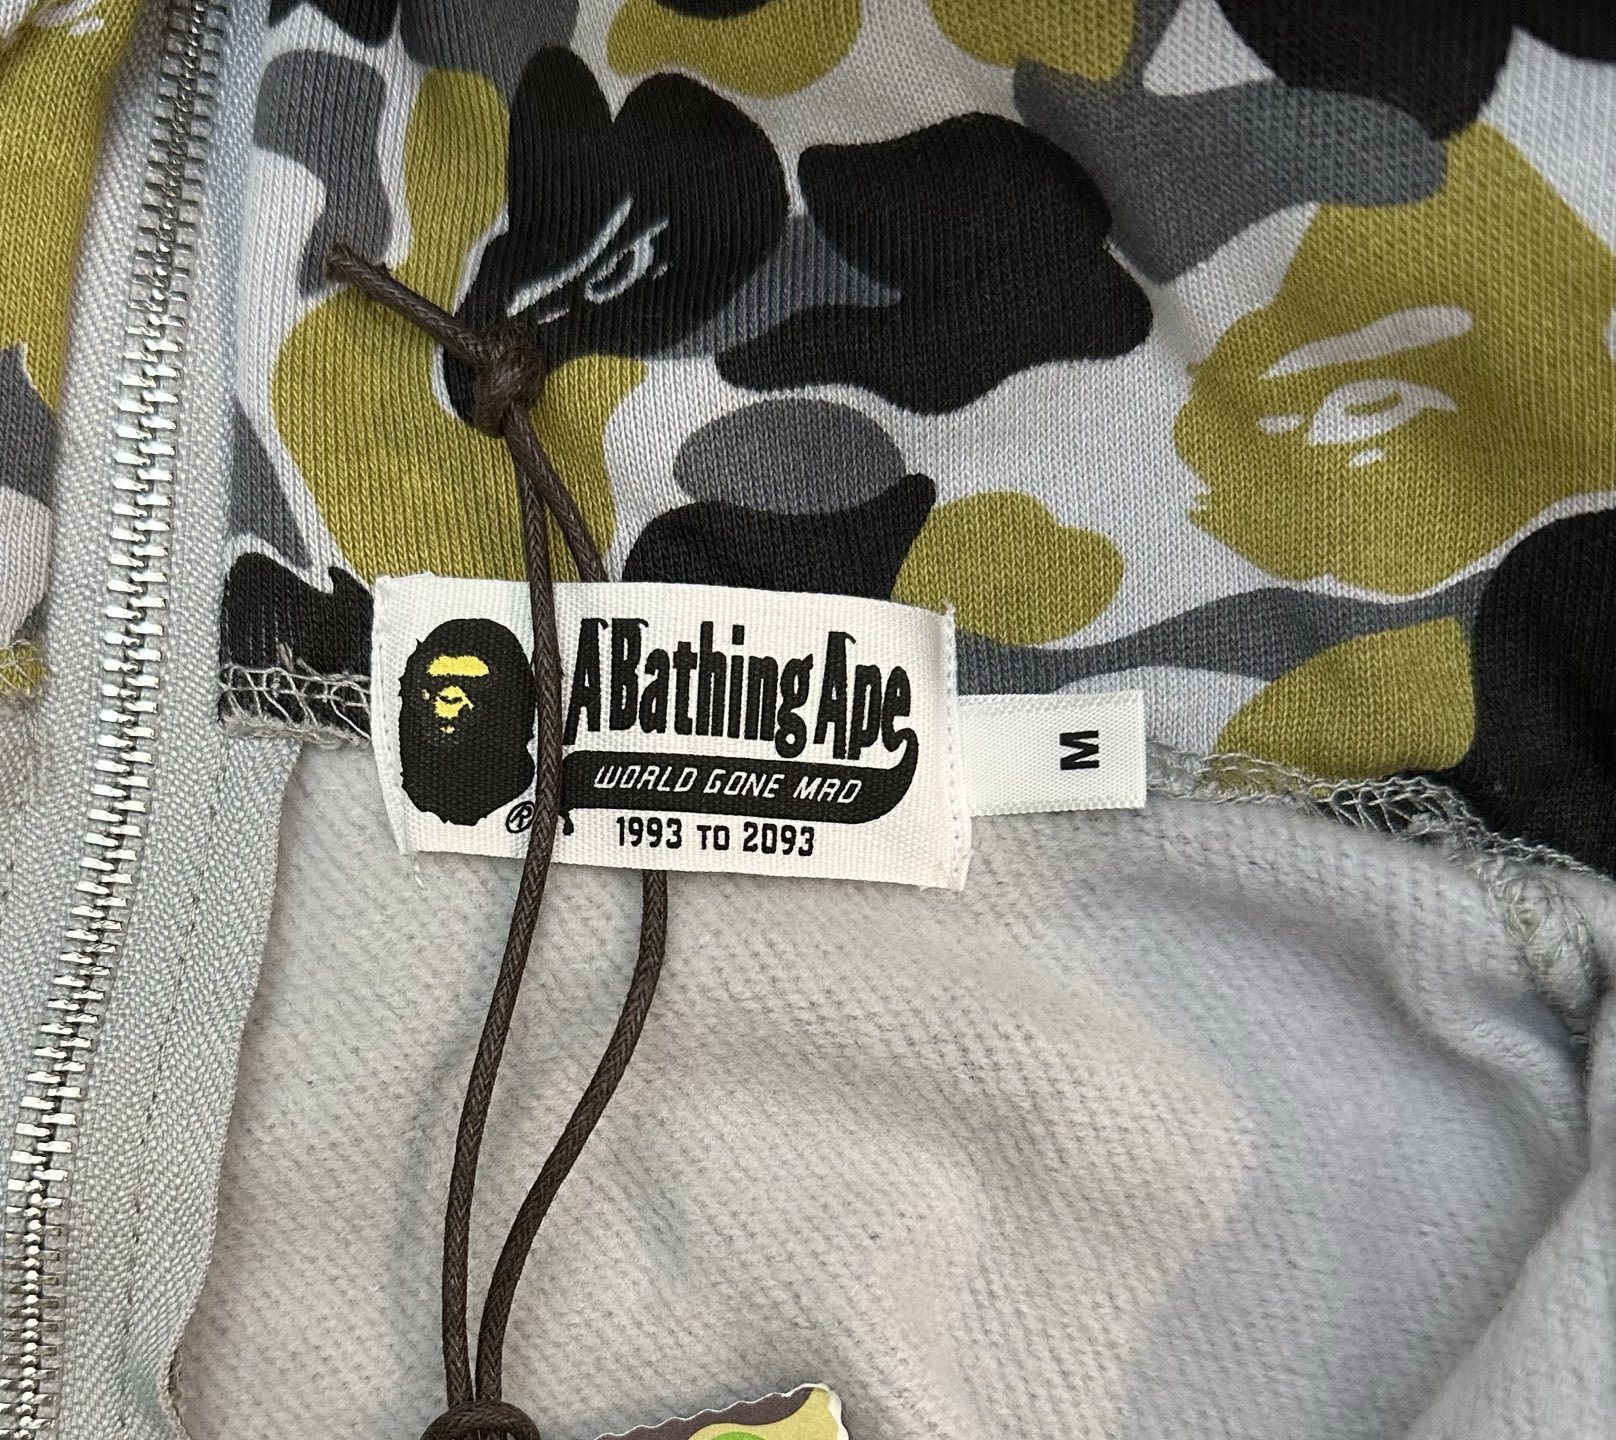 A Bathing Ape
WORLD GONE MAD
®
1993 TO 2093
M